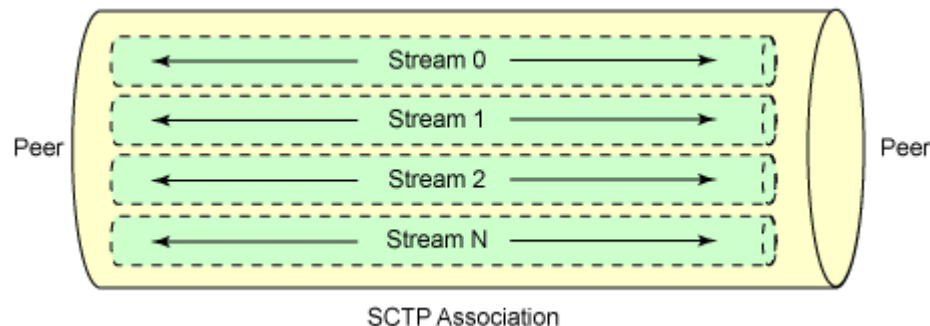 Stream 0
Stream 1
Peer
Peer
Stream 2
Stream N
SCTP Association